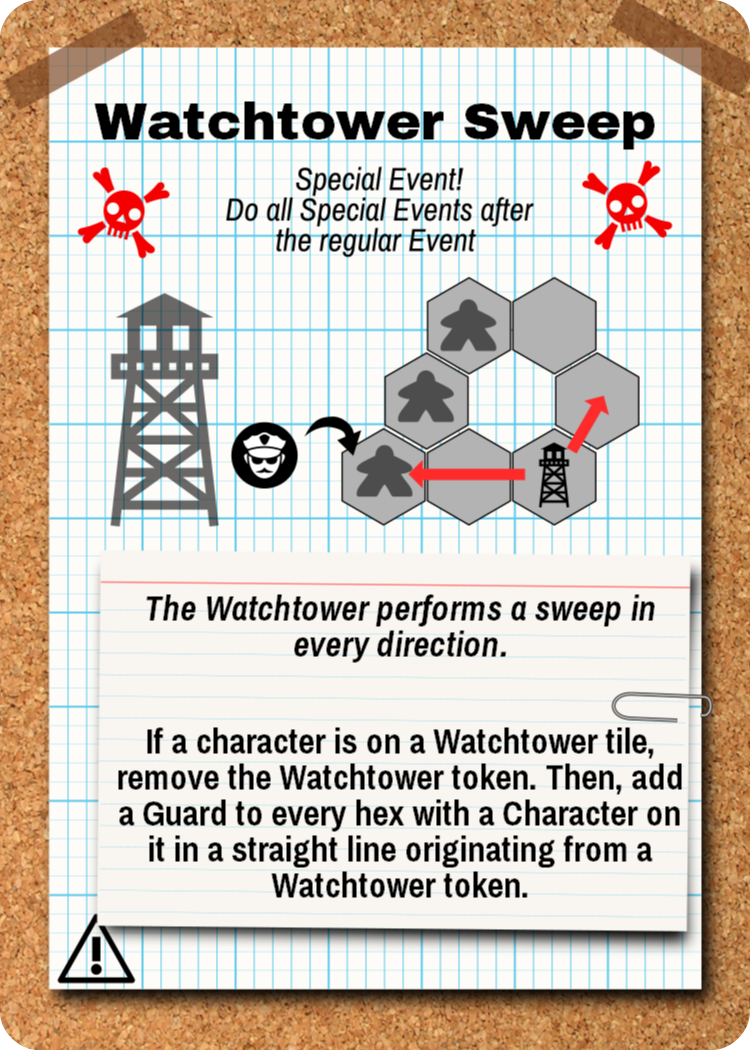 Watchtower Sweep
Special Event!
Do all Special Events after
the regular Event
The Watchtower performs a sweep in
every direction.
If a character is on a Watchtower tile,
remove the Watchtower token. Then, add
a Guard to every hex with a Character on
it in a straight line originating from a
Watchtower token.